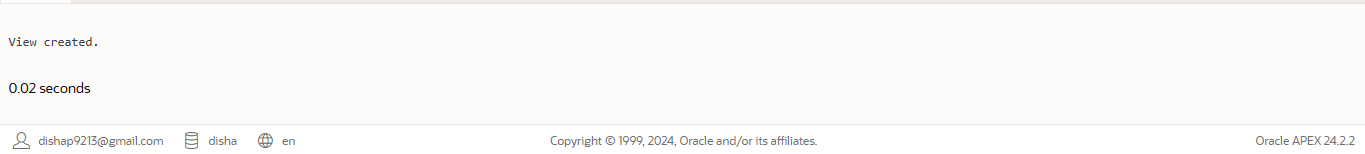 View created.
0.02 seconds
dishap9213@gmail.com disha en Copyright © 1999, 2024, Oracle and/or its affiliates. Oracle APEX 24.2.2